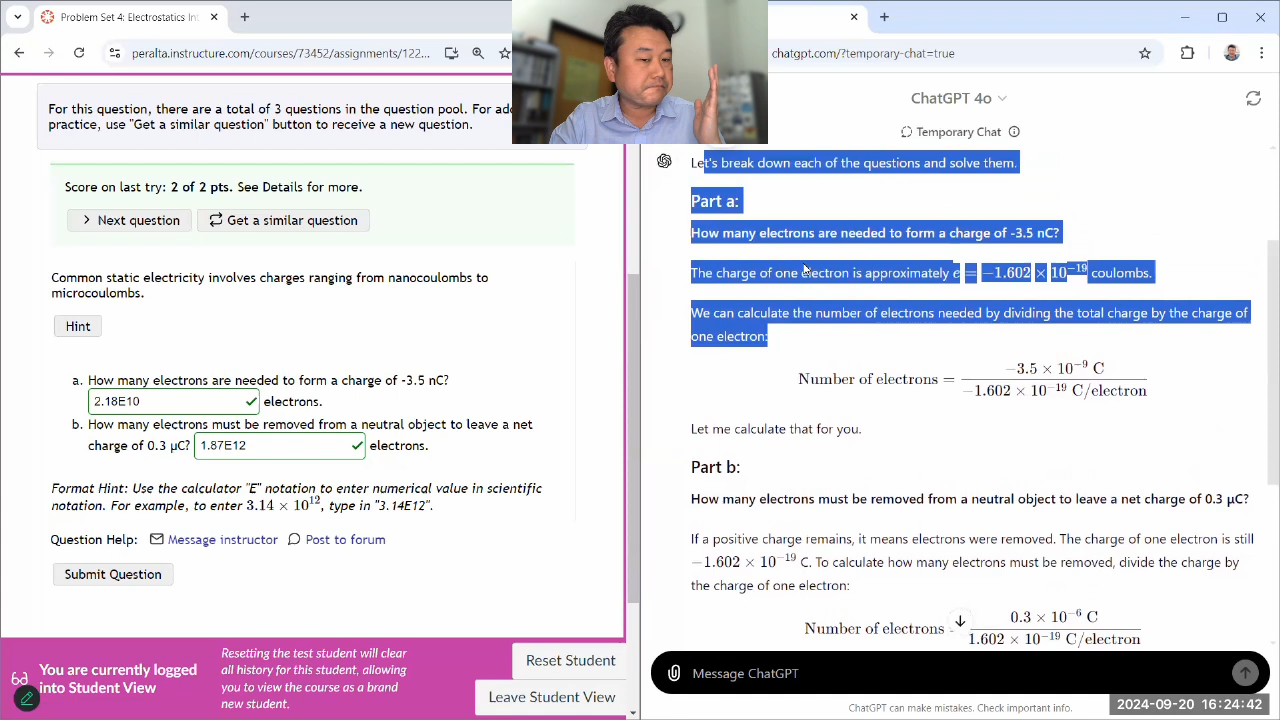 Problem Set 4: Electrostatics Int
peralta.instructure.com/courses/73452/assignments/122...
For this question, there are a total of 3 questions in the question pool. For add
practice, use "Get a similar question" button to receive a new question.
Score on last try: 2 of 2 pts. See Details for more.
Next question
Get a similar question
Common static electricity involves charges ranging from nanocoulombs to
microcoulombs.
Hint
a. How many electrons are needed to form a charge of -3.5 nC?
2.18E10 electrons.
b. How many electrons must be removed from a neutral object to leave a net
charge of 0.3 μC? 1.87E12 electrons.
Format Hint: Use the calculator "E" notation to enter numerical value in scientific
notation. For example, to enter 3.14 × 10^12, type in "3.14E12".
Question Help: Message instructor Post to forum
Submit Question
You are currently logged
into Student View
Resetting the test student will clear
all history for this student, allowing
you to view the course as a brand
new student.
Reset Student
Leave Student View
chatgpt.com/?temporary-chat=true
ChatGPT 4o
Temporary Chat
Let's break down each of the questions and solve them.
Part a:
How many electrons are needed to form a charge of -3.5 nC?
The charge of one electron is approximately e = −1.602 × 10^−19 coulombs.
We can calculate the number of electrons needed by dividing the total charge by the charge of
one electron:
Number of electrons = −3.5 × 10^−9 C / −1.602 × 10^−19 C/electron
Let me calculate that for you.
Part b:
How many electrons must be removed from a neutral object to leave a net charge of 0.3 μC?
If a positive charge remains, it means electrons were removed. The charge of one electron is still
−1.602 × 10^−19 C. To calculate how many electrons must be removed, divide the charge by
the charge of one electron:
Number of electrons = 0.3 × 10^−6 C / 1.602 × 10^−19 C/electron
Message ChatGPT
ChatGPT can make mistakes. Check important info.
2024-09-20 16:24:42